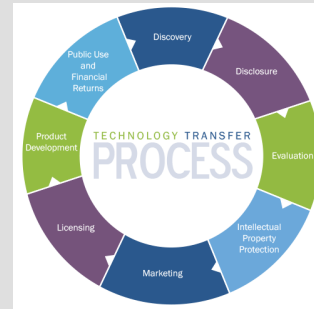 Discovery
Disclosure
Evaluation
Intellectual
Property
Protection
Marketing
Licensing
Product
Development
Public Use
and
Financial
Returns
TECHNOLOGY TRANSFER
PROCESS